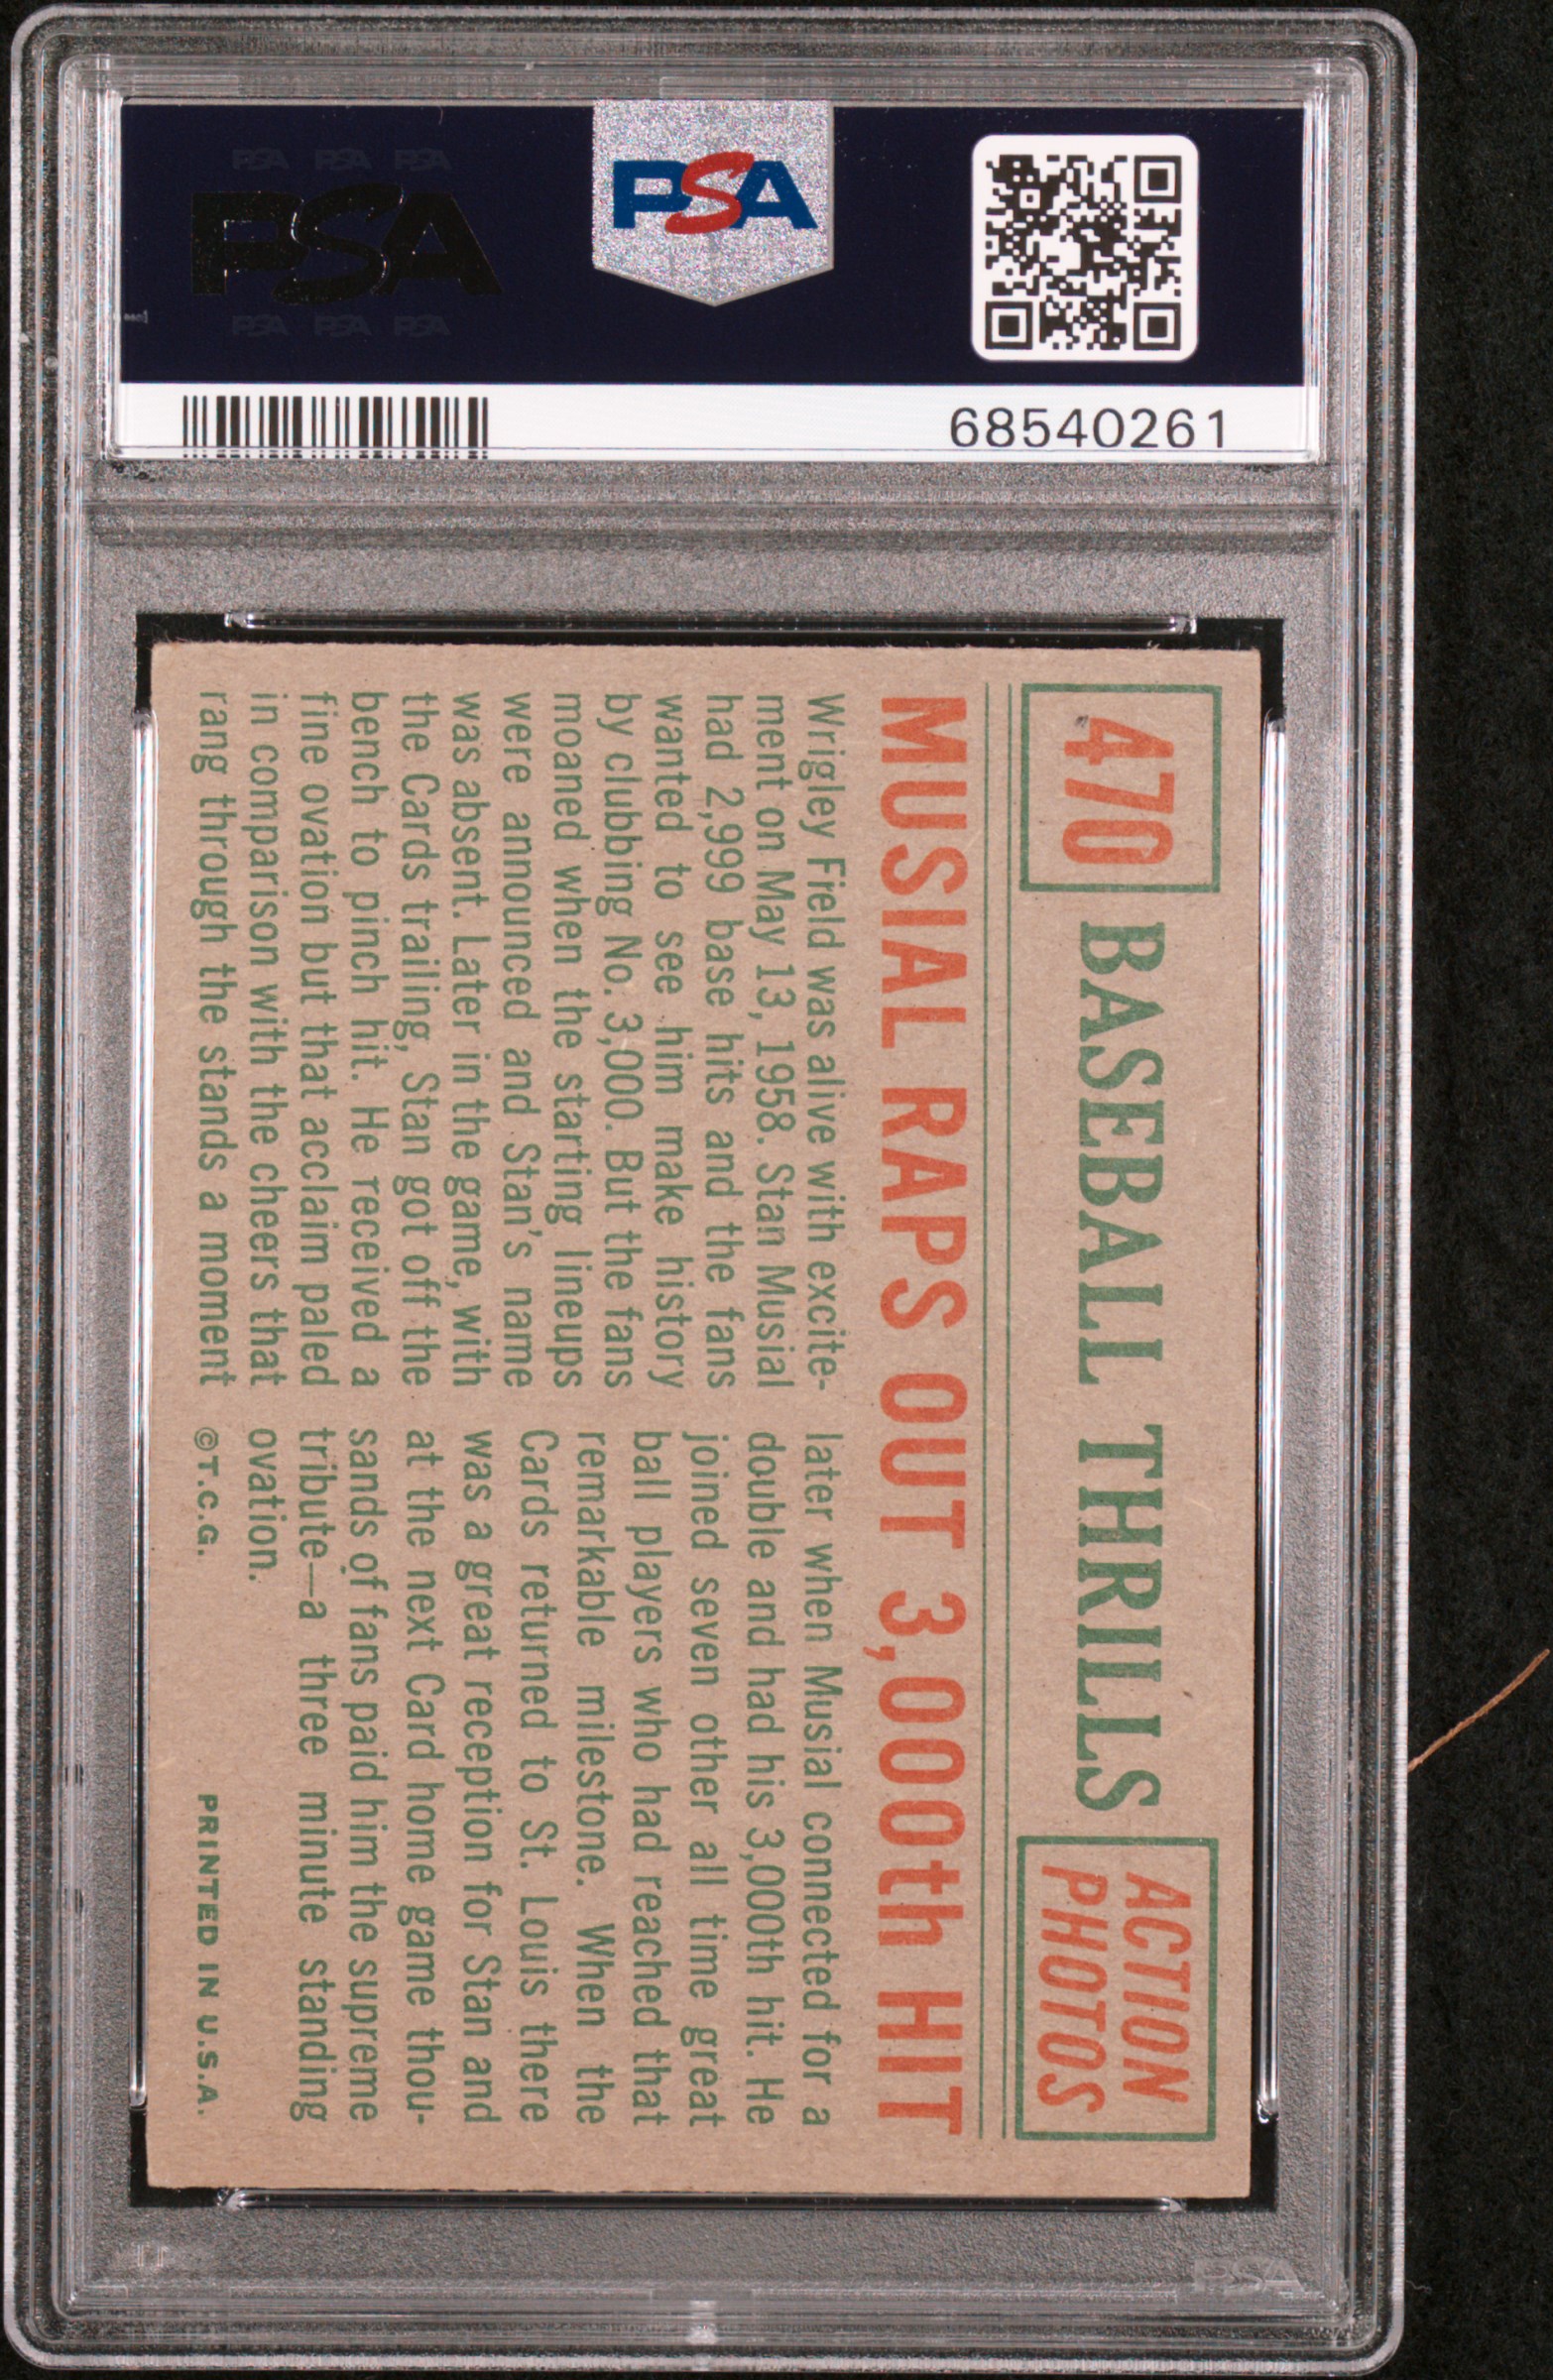 PSA PSA PSA
PSA
PSA PSA PSA
PSA
68540261
470
BASEBALL THRILLS
ACTION
PHOTOS
MUSIAL RAPS OUT 3,000th HIT
Wrigley Field was alive with excite-
ment on May 13, 1958. Stan Musial
had 2,999 base hits and the fans
wanted to see him make history
by clubbing No. 3,000. But the fans
moaned when the starting lineups
were announced and Stan's name
was absent. Later in the game, with
the Cards trailing, Stan got off the
bench to pinch hit. He received a
fine ovation but that acclaim paled
in comparison with the cheers that
rang through the stands a moment
later when Musial connected for a
double and had his 3,000th hit. He
joined seven other all time great
ball players who had reached that
remarkable milestone. When the
Cards returned to St. Louis there
was a great reception for Stan and
at the next Card home game thou-
sands of fans paid him the supreme
tribute—a three minute standing
ovation.
©T.C.G.
PRINTED IN U.S.A.
PSA